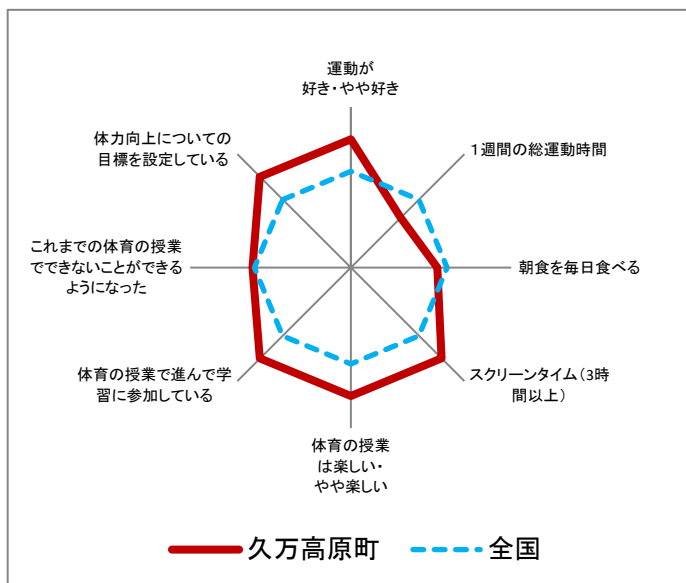 運動が
好き・やや好き
１週間の総運動時間
朝食を毎日食べる
スクリーンタイム（3時
間以上）
体育の授業
は楽しい・
やや楽しい
体育の授業で進んで学
習に参加している
これまでの体育の授業
でできないことができる
ようになった
体力向上についての
目標を設定している
久万高原町
全国